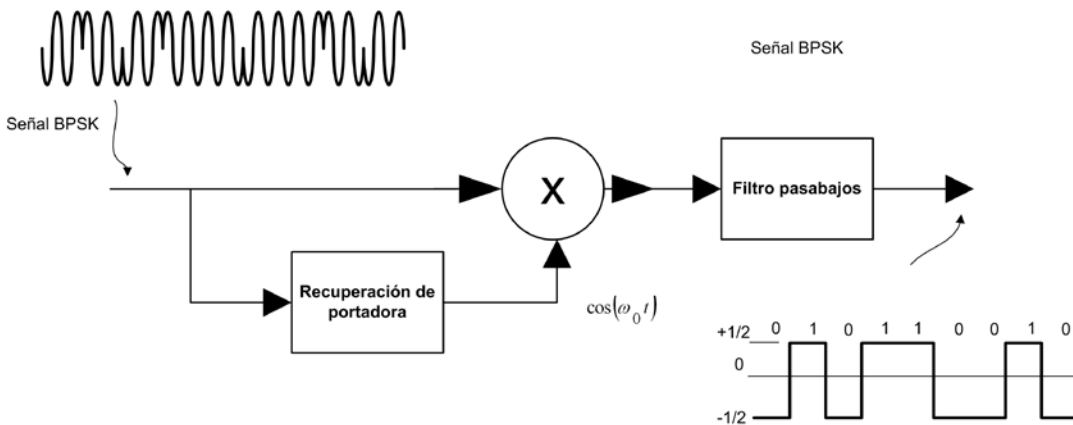 Señal BPSK
Señal BPSK
X
Filtro pasabajos
Recuperación de
portadora
cos(ω₀t)
0 1 0 1 1 0 0 1 0
+1/2
0
-1/2